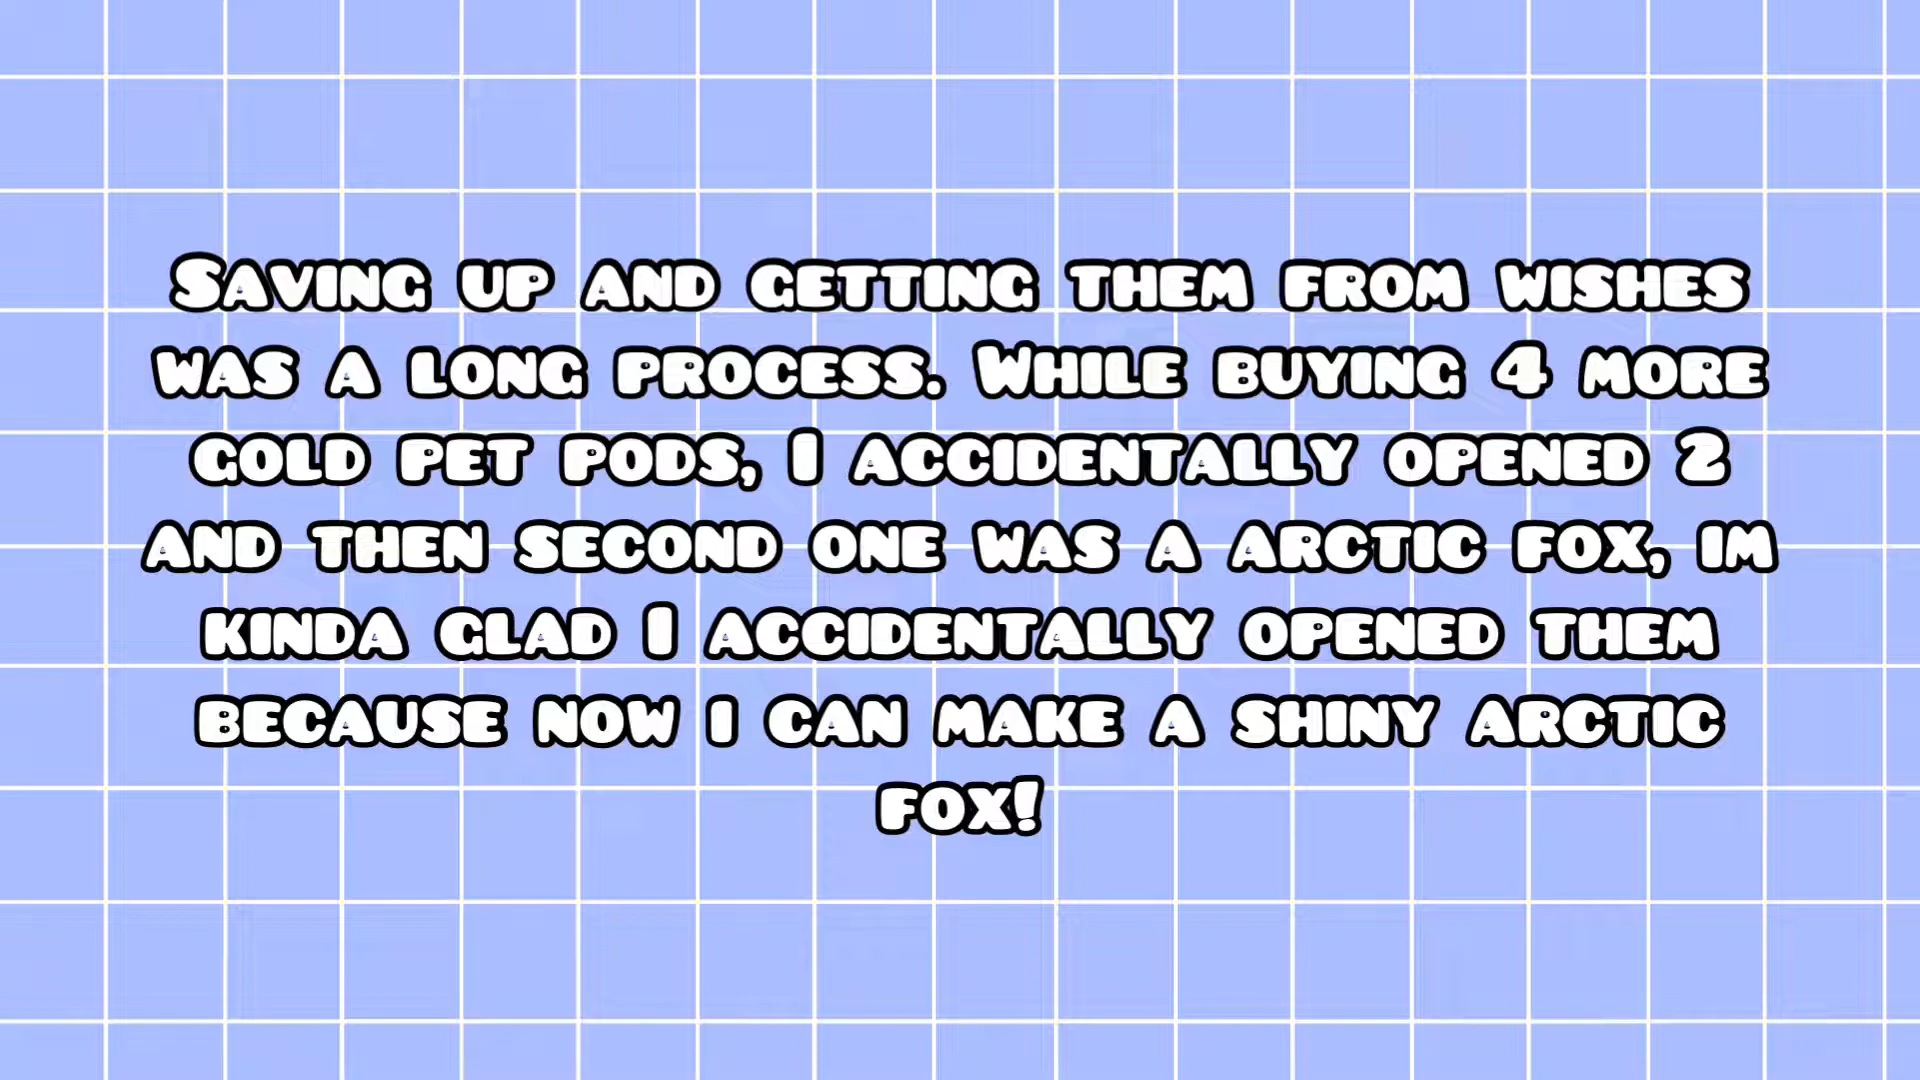 Saving up and getting them from wishes
was a long process. While buying 4 more
gold pet pods, I accidentally opened 2
and then second one was a arctic fox, im
kinda glad I accidentally opened them
because now i can make a shiny arctic
fox!